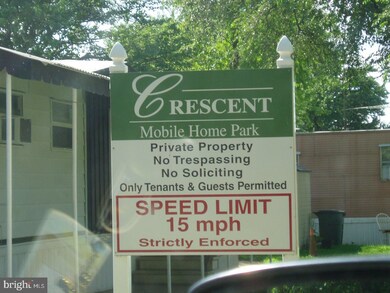 CRESCENT
Mobile Home Park
Private Property
No Trespassing
No Soliciting
Only Tenants & Guests Permitted
SPEED LIMIT
15 mph
Strictly Enforced
bright MLS